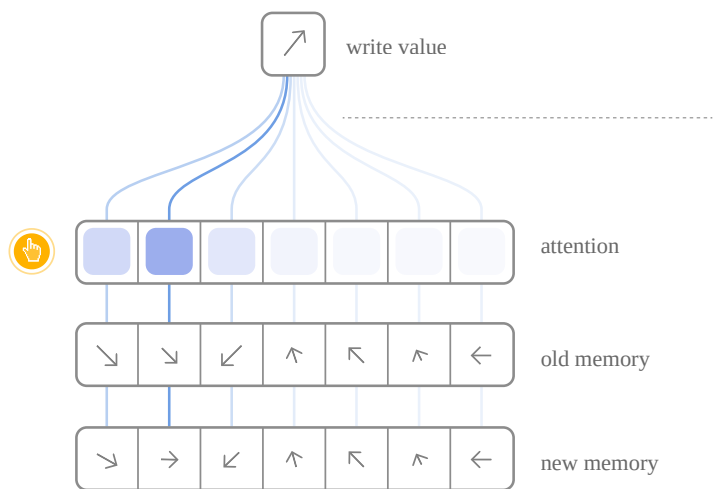 write value
attention
old memory
new memory